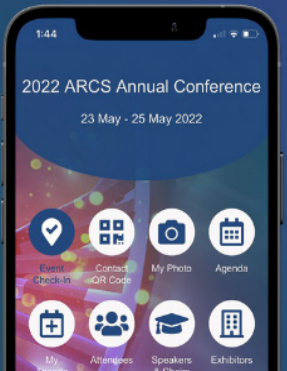 1:44
2022 ARCS Annual Conference
23 May - 25 May 2022
Event
Check-In
Contact
QR Code
My Photo
Agenda
My
Attendees
Speakers
Exhibitors